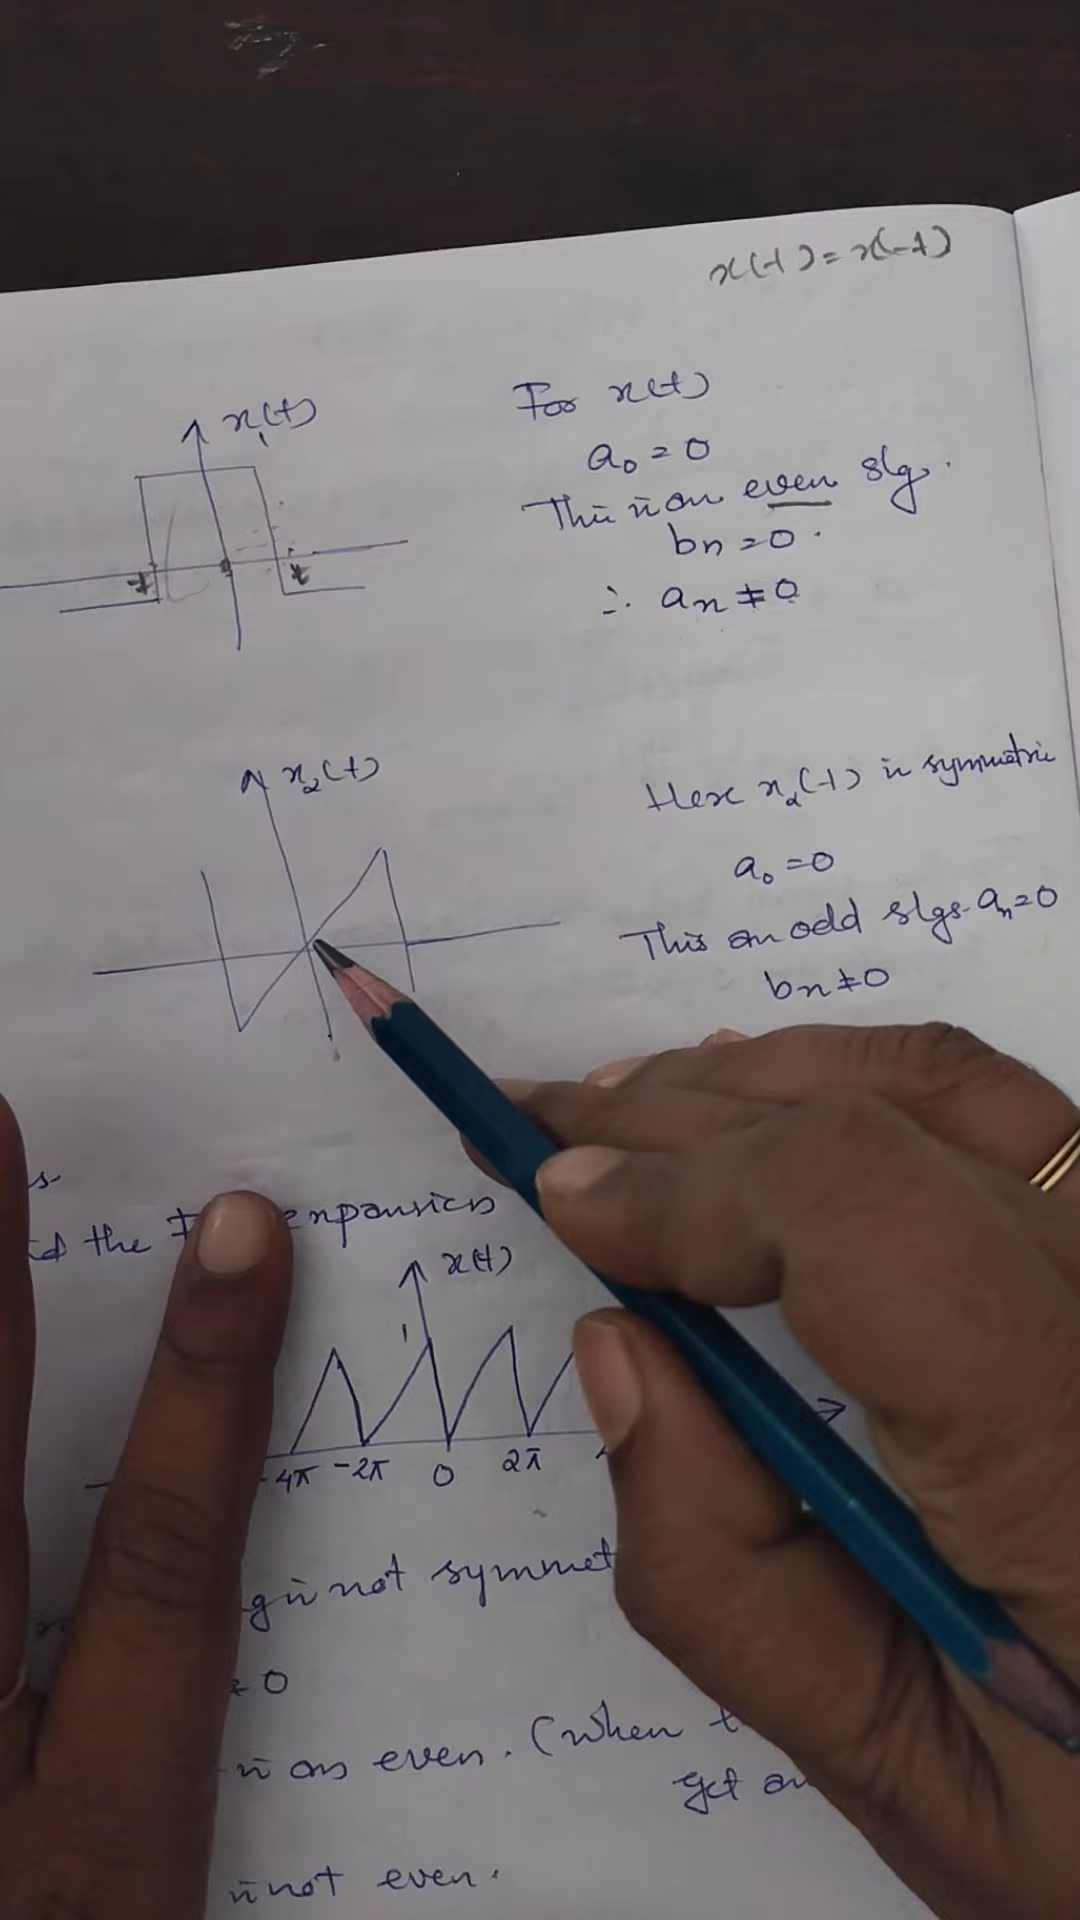 x(t) = x(-t)
x₁(t)
For x(t)
a₀ = 0
This is an even slg.
bn = 0.
∴ an ≠ 0
-t
t
x₂(t)
Here x₂(t) is symmetric
a₀ = 0
This an odd slgs. an = 0
bn ≠ 0
the expansion
x(t)
1
-4π -2π 0 2π
is not symmet
≠ 0
is an even. (when t
get an
is not even.